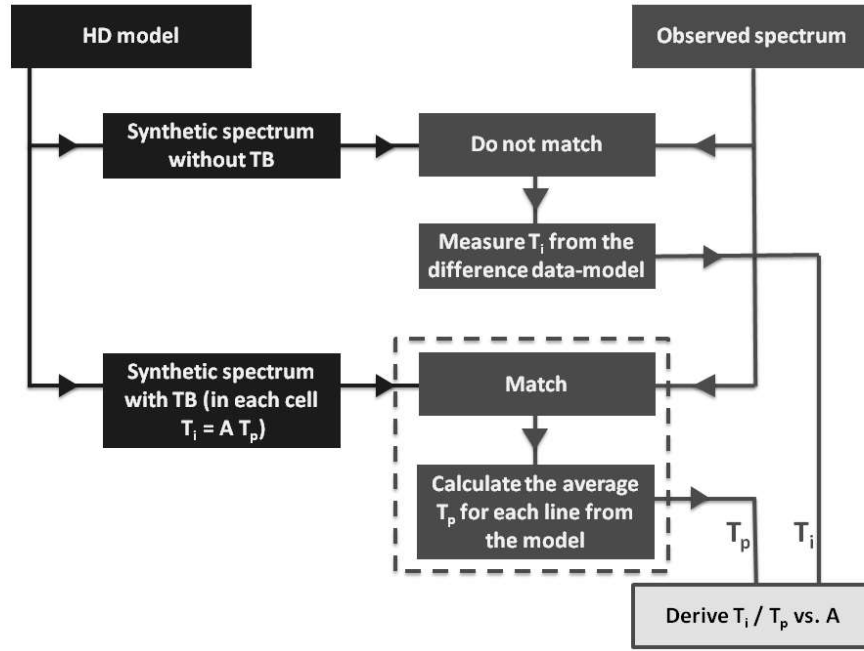 HD model
Observed spectrum
Synthetic spectrum
without TB
Do not match
Measure Tᵢ from the
difference data-model
Synthetic spectrum
with TB (in each cell
Tᵢ = A Tₚ)
Match
Calculate the average
Tₚ for each line from
the model
Tₚ
Tᵢ
Derive Tᵢ / Tₚ vs. A